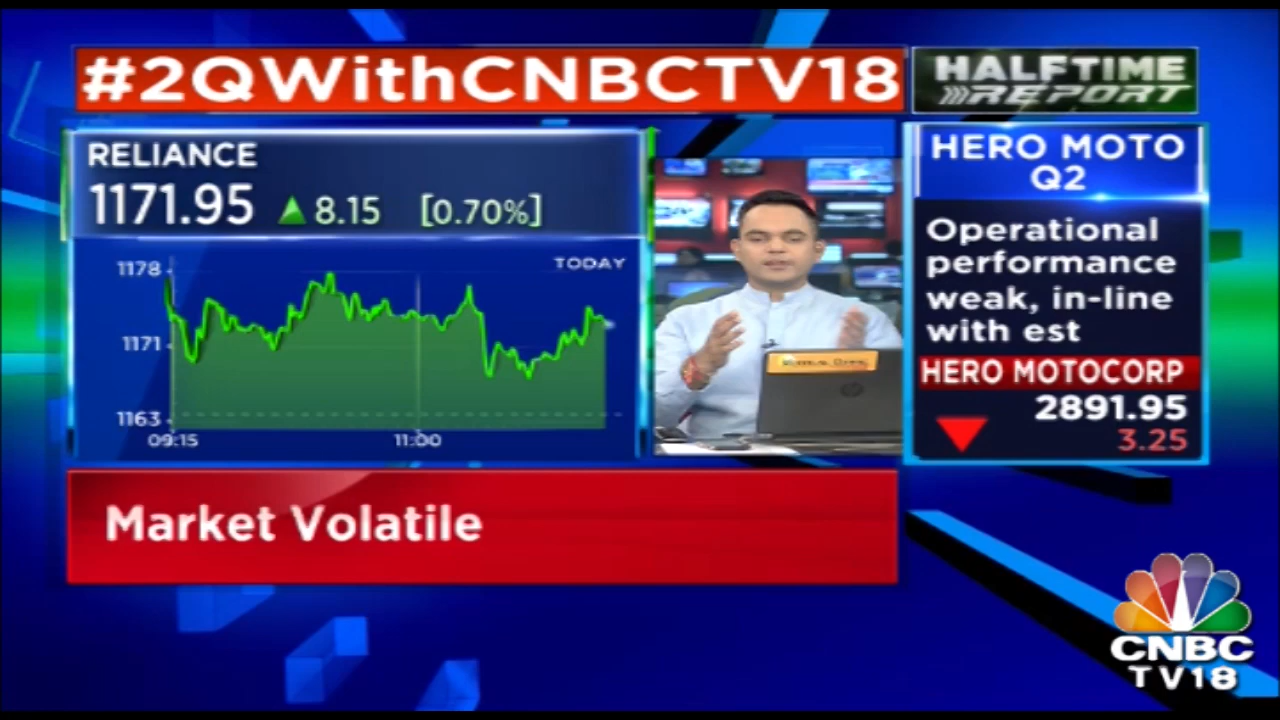 #2QWithCNBCTV18
HALFTIME
REPORT
RELIANCE
1171.95 ▲ 8.15 [0.70%]
TODAY
1178
1171
1163
09:15 11:00
HERO MOTO
Q2
Operational
performance
weak, in-line
with est
HERO MOTOCORP
2891.95
▼ 3.25
Market Volatile
CNBC
TV18